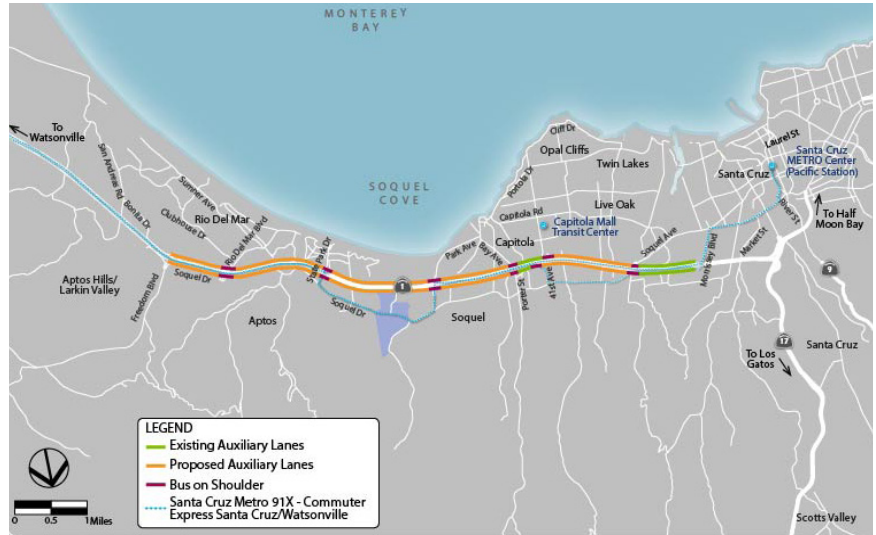 MONTEREY
BAY
To
Watsonville
San Andreas Rd
Bonita Dr
Sumner Ave
Clubhouse Dr
Rio Del Mar
Rio Del Mar Blvd
SOQUEL
COVE
Cliff Dr
Opal Cliffs
Portola Dr
Twin Lakes
Live Oak
Capitola Rd
Capitola Mall
Transit Center
Laurel St
Santa Cruz
METRO Center
(Pacific Station)
Santa Cruz
River St
To Half
Moon Bay
Market St
Morrisey Blvd
Soquel Ave
Park Ave
Bay Ave
Capitola
State Park Dr
Aptos Hills/
Larkin Valley
Freedom Blvd
Soquel Dr
Aptos
Soquel Dr
1
Soquel
Porter St
41st Ave
9
17
Santa Cruz
To Los
Gatos
Scotts Valley
LEGEND
Existing Auxiliary Lanes
Proposed Auxiliary Lanes
Bus on Shoulder
Santa Cruz Metro 91X - Commuter
Express Santa Cruz/Watsonville
0 0.5 1 Miles